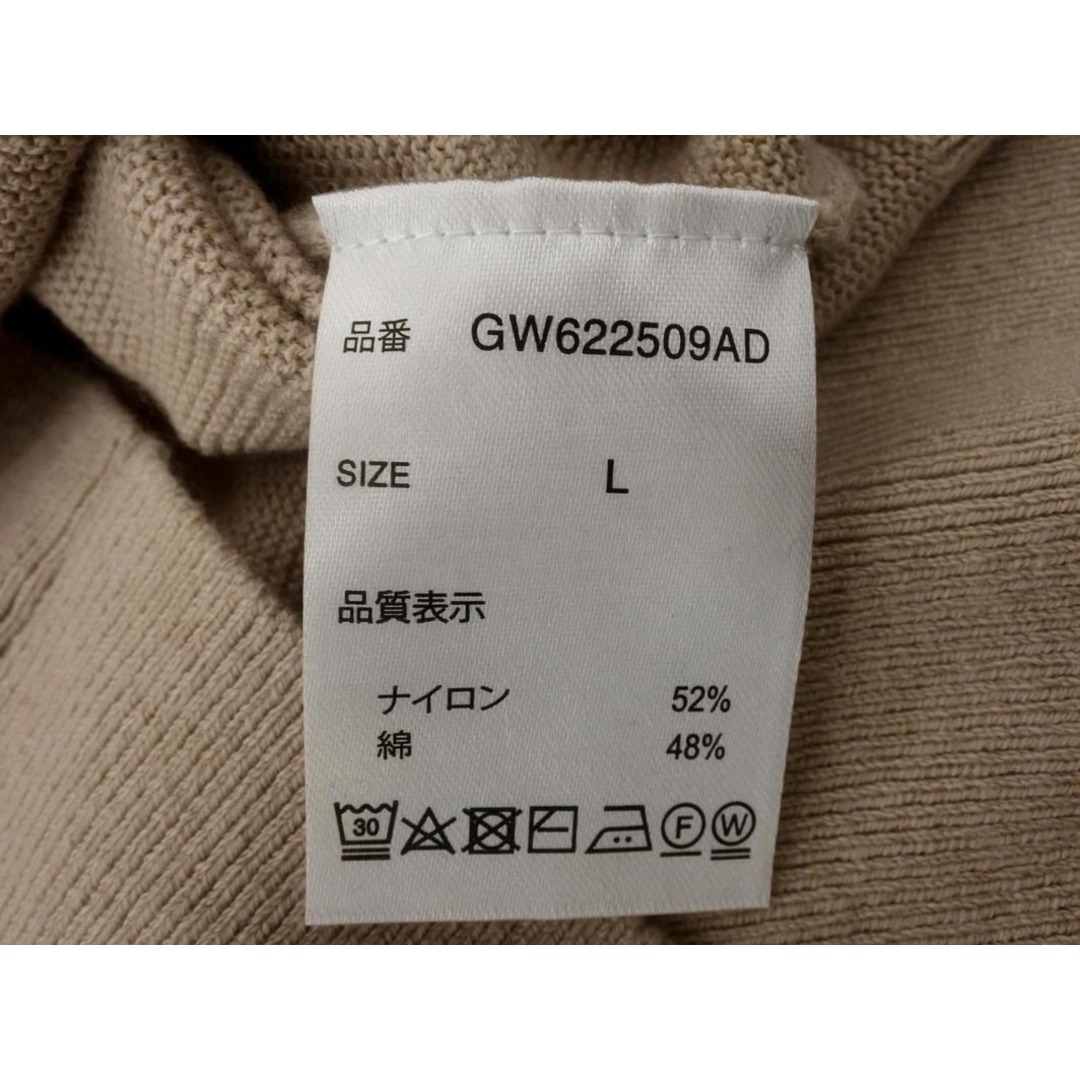 品番 GW622509AD
SIZE L
品質表示
ナイロン 52%
綿 48%
30 F W